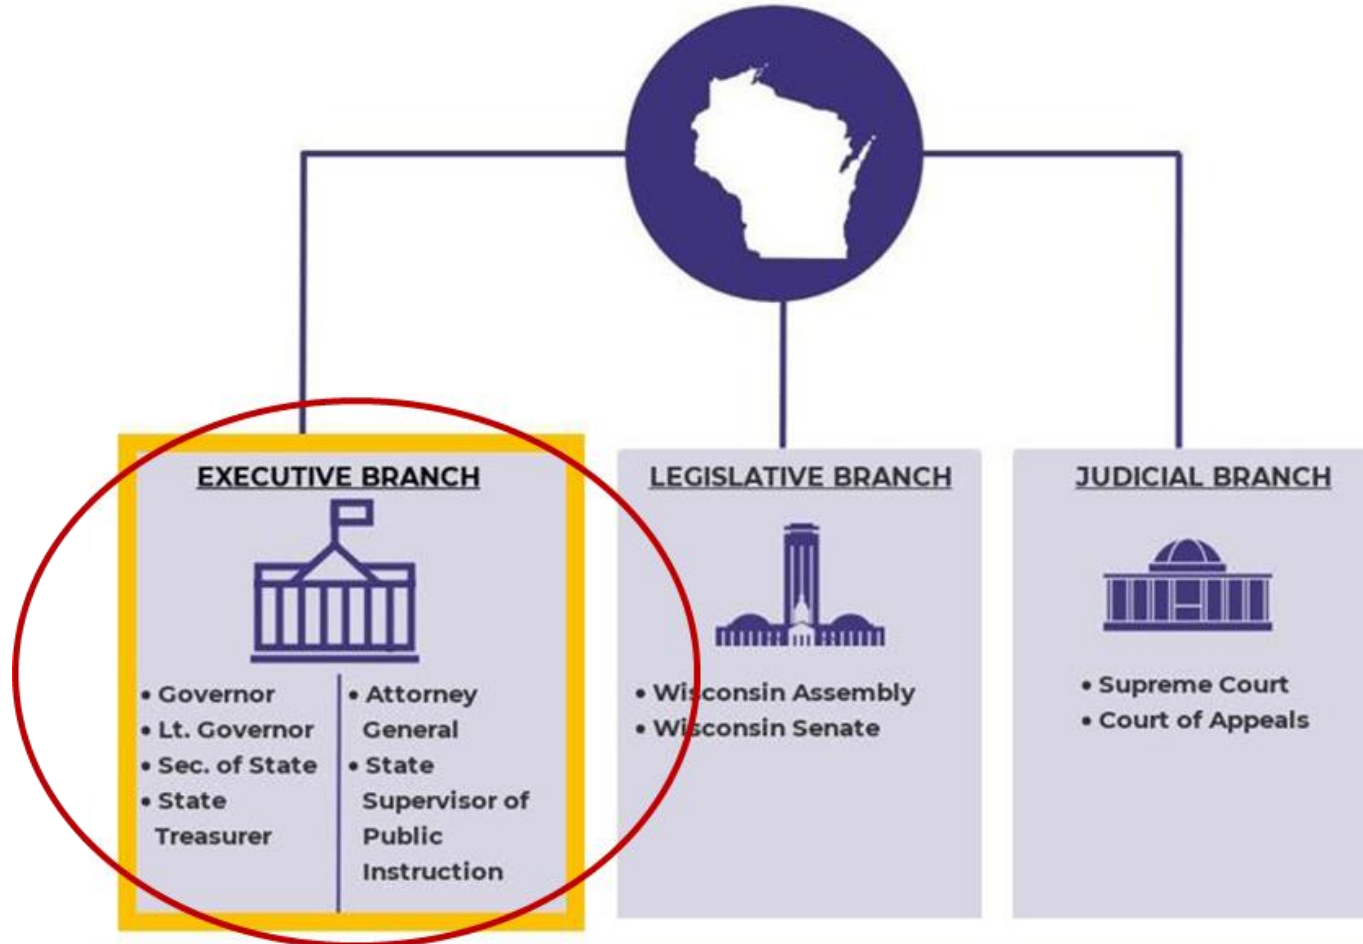 EXECUTIVE BRANCH
• Governor
• Lt. Governor
• Sec. of State
• State
Treasurer
• Attorney
General
• State
Supervisor of
Public
Instruction
LEGISLATIVE BRANCH
• Wisconsin Assembly
• Wisconsin Senate
JUDICIAL BRANCH
• Supreme Court
• Court of Appeals